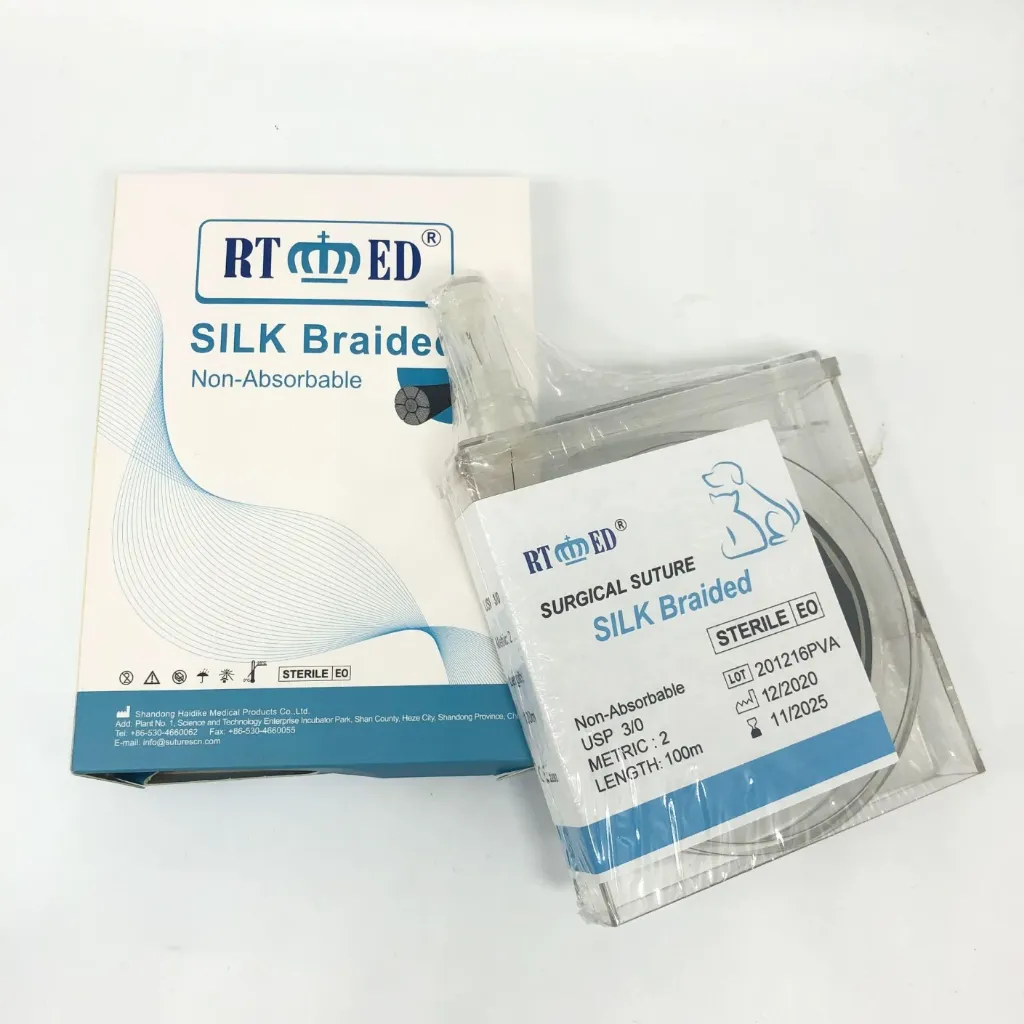 RT ED®
SILK Braided
Non-Absorbable
STERILE EO
Shandong Haidike Medical Products Co.,Ltd.
Add: Plant No. 1, Science and Technology Enterprise Incubator Park, Shan County, Heze City, Shandong Province,
Tel: +86-530-4660062 Fax: +86-530-4660055
E-mail: info@suturescn.com
RT ED®
SURGICAL SUTURE
SILK Braided
STERILE EO
LOT 201216PVA
12/2020
11/2025
Non-Absorbable
USP 3/0
METRIC : 2
LENGTH: 100m